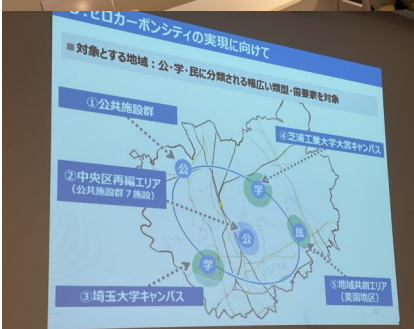 ゼロカーボンシティの実現に向けて
■対象とする地域：公・学・民に分類される幅広い類型・需要家を対象
①公共施設群
④芝浦工業大学大宮キャンパス
公
学
②中央区再編エリア
（公共施設群７施設）
公
民
学
③埼玉大学キャンパス
⑤地域共創エリア
（美園地区）